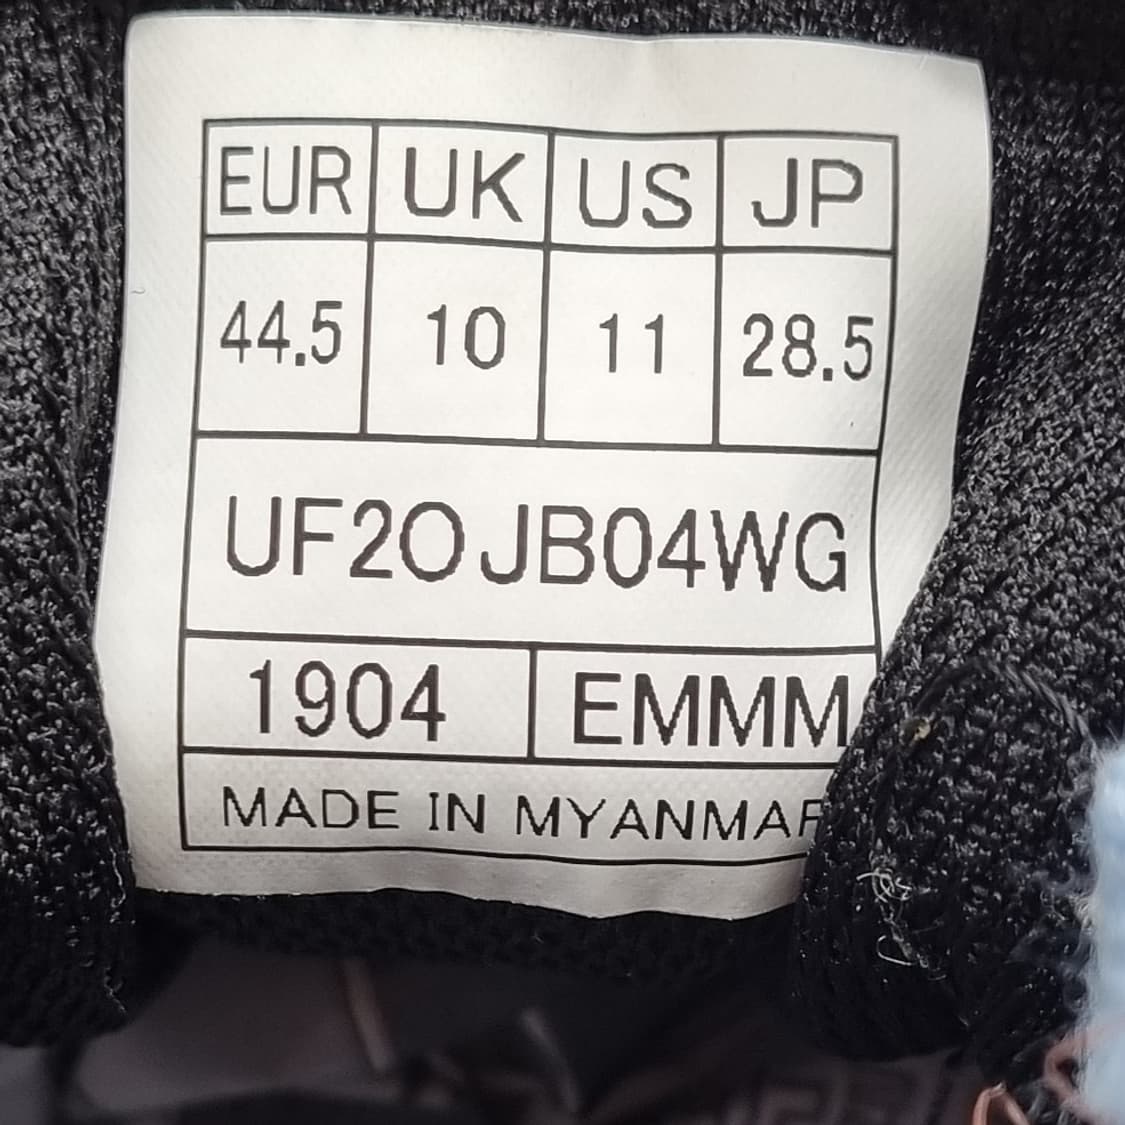 EUR UK US JP
44.5 10 11 28.5
UF20JB04WG
1904 EMMM
MADE IN MYANMAR